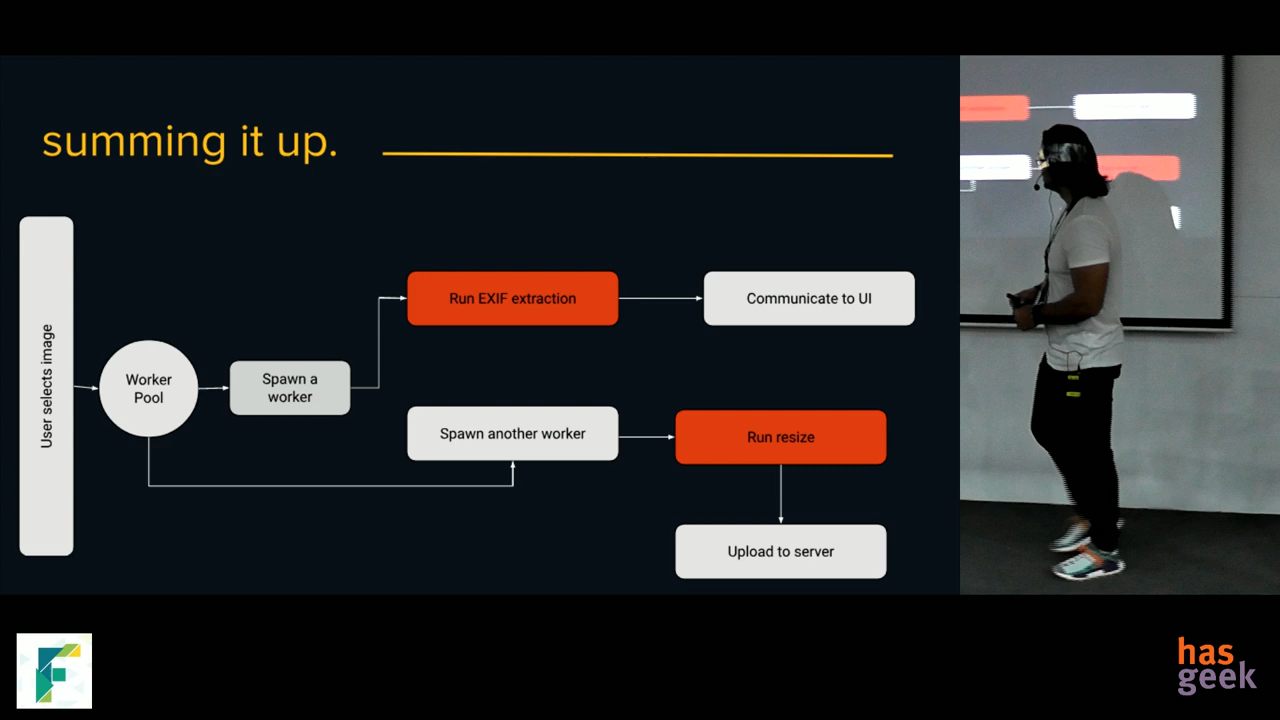 summing it up.
User selects image
Worker
Pool
Spawn a
worker
Run EXIF extraction
Communicate to UI
Spawn another worker
Run resize
Upload to server
F
has
geek